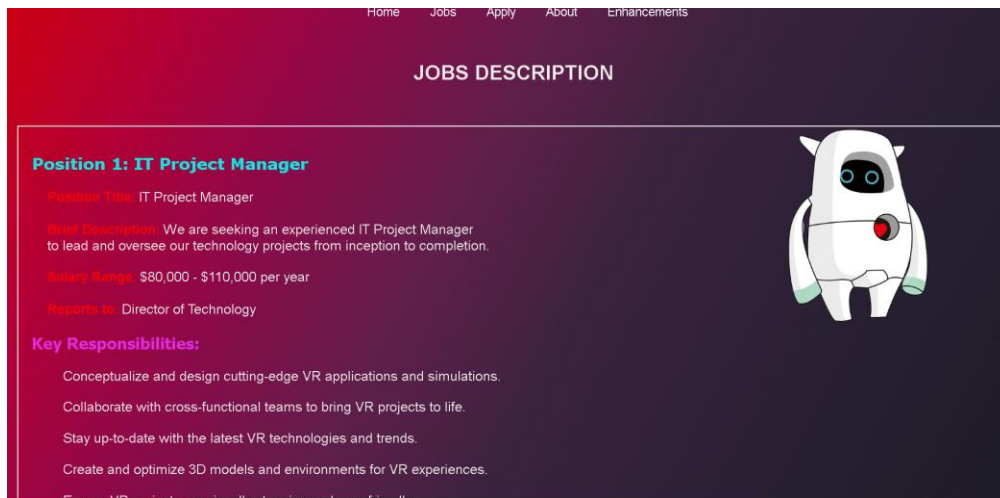 Home Jobs Apply About Enhancements
JOBS DESCRIPTION
Position 1: IT Project Manager
Position Title: IT Project Manager
Brief Description: We are seeking an experienced IT Project Manager
to lead and oversee our technology projects from inception to completion.
Salary Range: $80,000 - $110,000 per year
Reports to: Director of Technology
Key Responsibilities:
Conceptualize and design cutting-edge VR applications and simulations.
Collaborate with cross-functional teams to bring VR projects to life.
Stay up-to-date with the latest VR technologies and trends.
Create and optimize 3D models and environments for VR experiences.